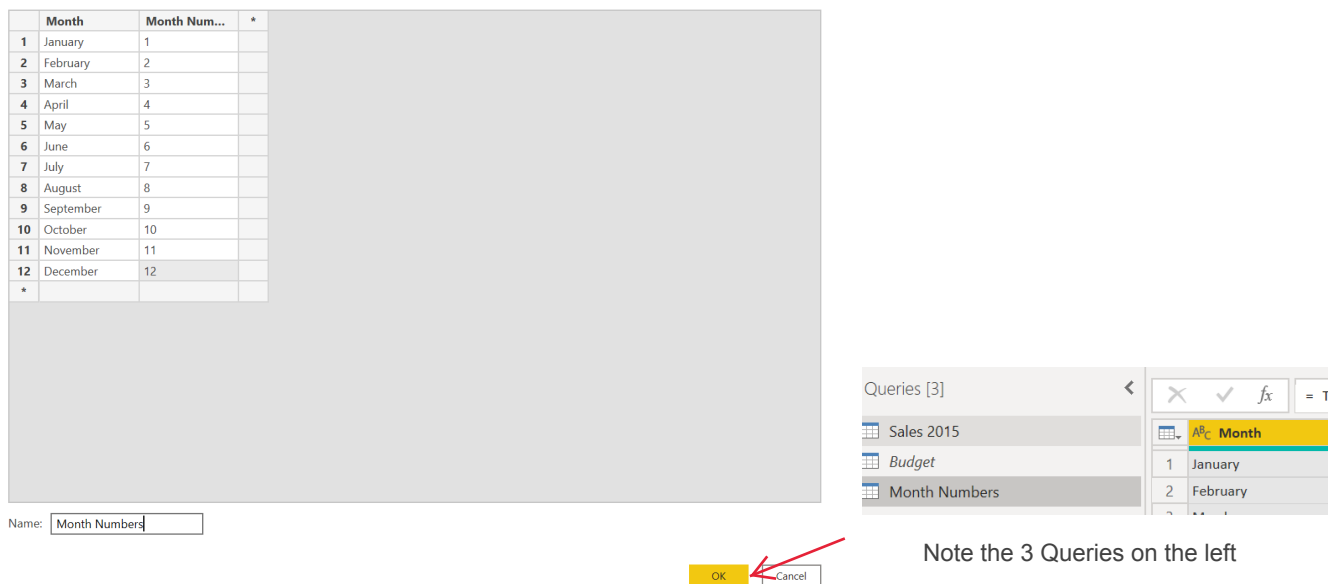 Month Month Num... *
1 January 1
2 February 2
3 March 3
4 April 4
5 May 5
6 June 6
7 July 7
8 August 8
9 September 9
10 October 10
11 November 11
12 December 12
*
Name: Month Numbers
OK Cancel
Queries [3]
fx = T
Sales 2015
ABC Month
Budget
1 January
Month Numbers
2 February
Note the 3 Queries on the left